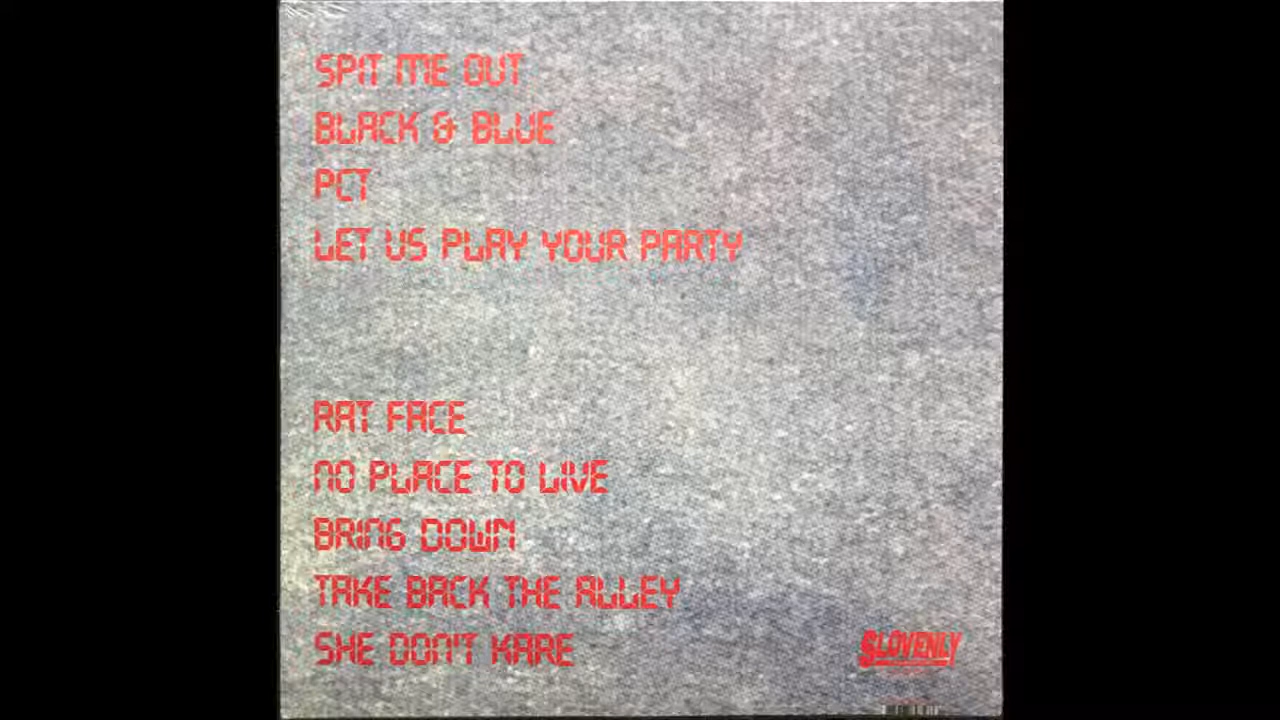 SPIT ME OUT
BLACK & BLUE
PCT
LET US PLAY YOUR PARTY
RAT FACE
NO PLACE TO LIVE
BRING DOWN
TAKE BACK THE ALLEY
SHE DON'T KARE
SLOVENLY